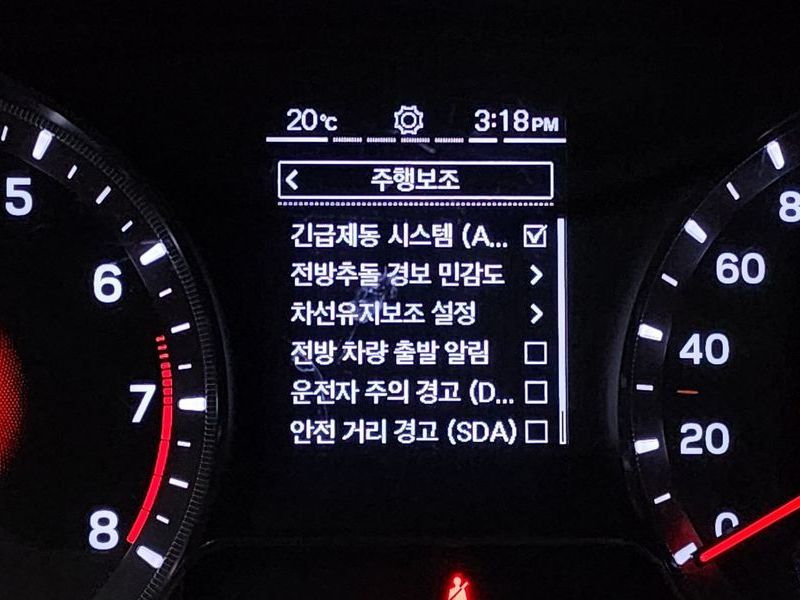 20°C 3:18PM
< 주행보조
긴급제동 시스템 (A...
전방추돌 경보 민감도 >
차선유지보조 설정 >
전방 차량 출발 알림
운전자 주의 경고 (D...
안전 거리 경고 (SDA)
5
6
7
8
8
60
40
20
0